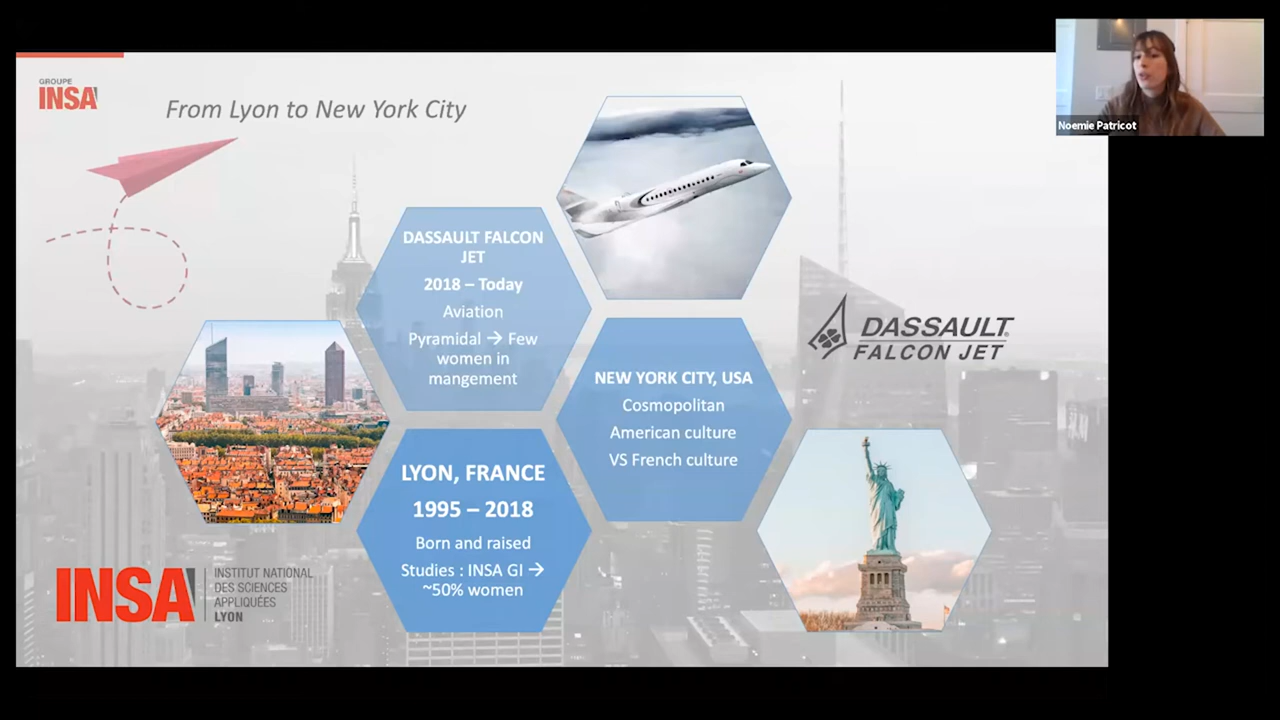 GROUPE
INSA
From Lyon to New York City
Noemie Patricot
DASSAULT FALCON
JET
2018 – Today
Aviation
Pyramidal → Few
women in
mangement
DASSAULT
FALCON JET
NEW YORK CITY, USA
Cosmopolitan
American culture
VS French culture
LYON, FRANCE
1995 – 2018
Born and raised
Studies : INSA GI →
~50% women
INSA
INSTITUT NATIONAL
DES SCIENCES
APPLIQUÉES
LYON